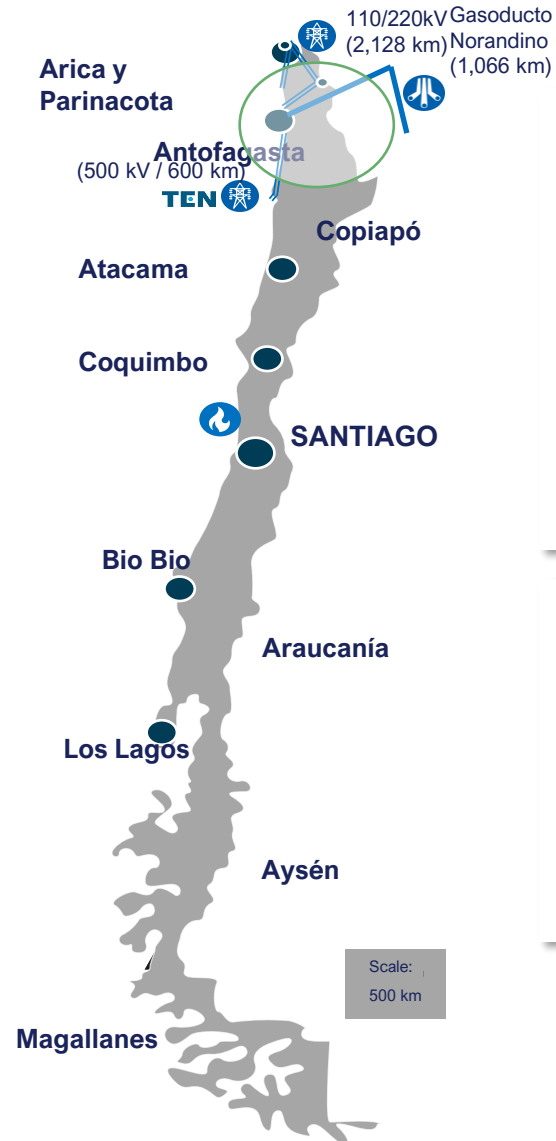 110/220kV
(2,128 km)
Gasoducto
Norandino
(1,066 km)
Arica y
Parinacota
Antofagasta
(500 kV / 600 km)
TEN
Copiapó
Atacama
Coquimbo
SANTIAGO
Bio Bio
Araucanía
Los Lagos
Aysén
Scale:
500 km
Magallanes